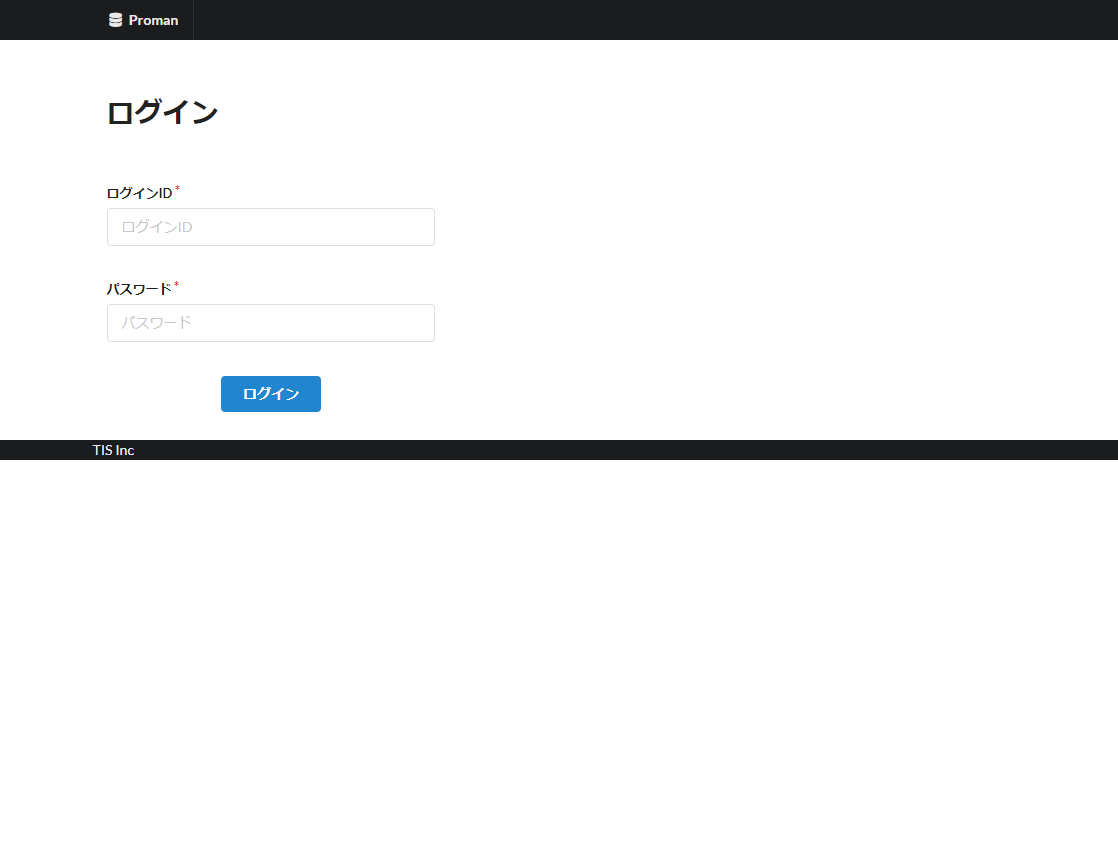 Proman
ログイン
ログインID *
ログインID
パスワード *
パスワード
ログイン
TIS Inc